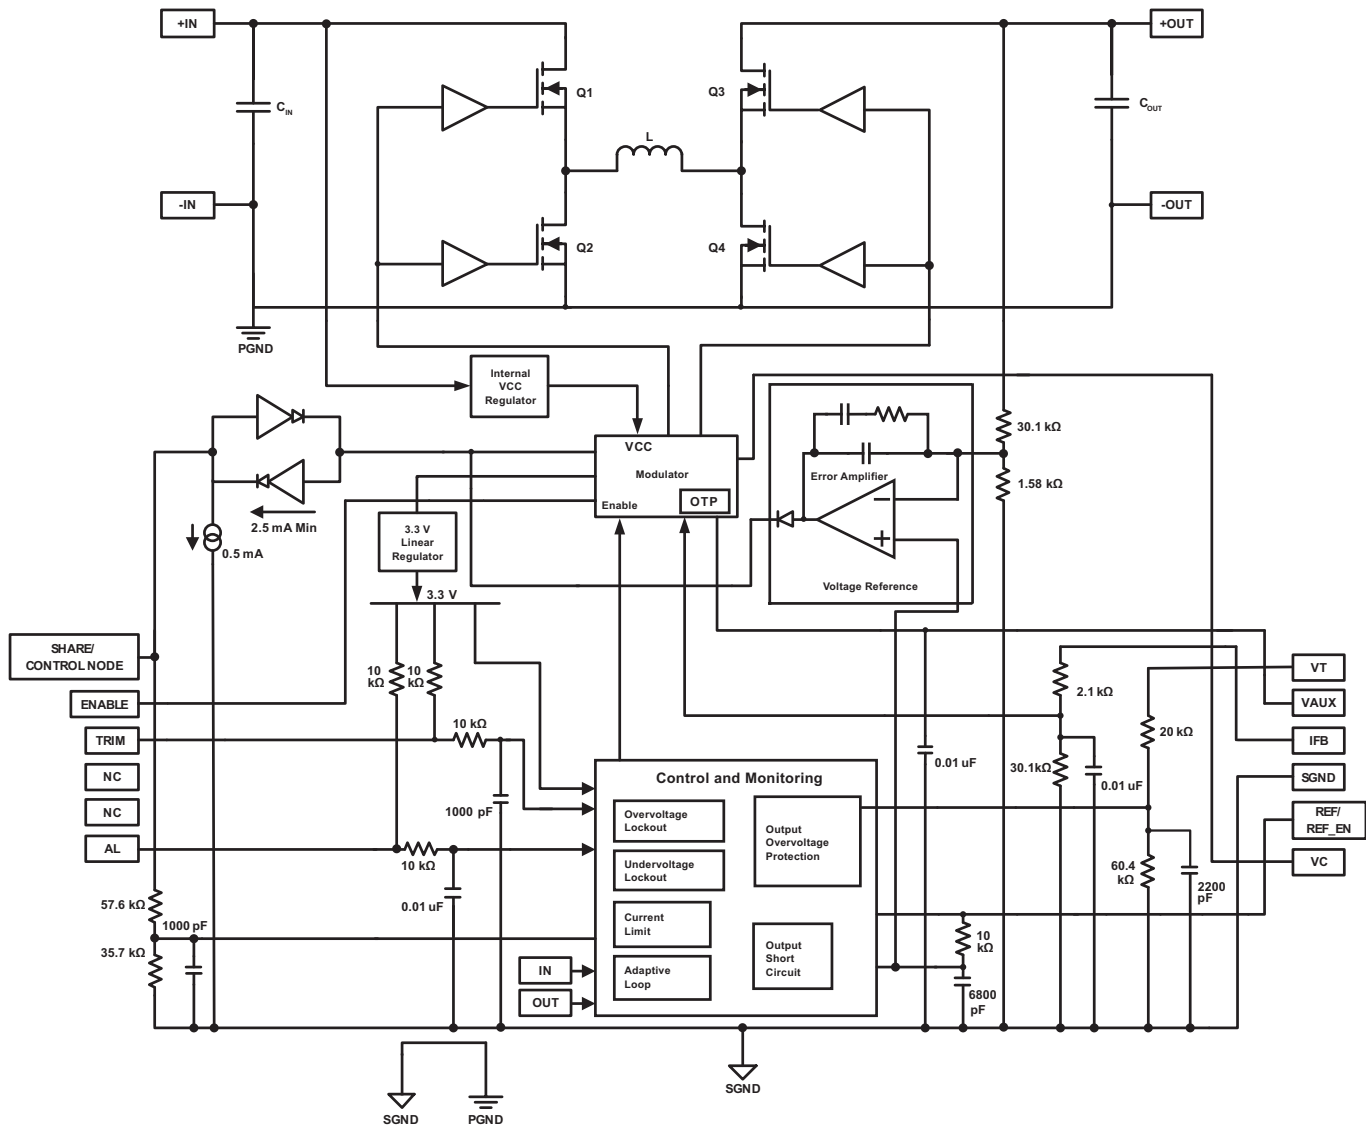 +IN
+OUT
Q1
Q3
C_IN
C_OUT
L
-IN
-OUT
Q2
Q4
PGND
Internal
VCC
Regulator
VCC
Modulator
Enable
OTP
30.1 kΩ
Error Amplifier
1.58 kΩ
−
+
Voltage Reference
2.5 mA Min
0.5 mA
3.3 V
Linear
Regulator
3.3 V
SHARE/
CONTROL NODE
ENABLE
TRIM
NC
NC
AL
10
kΩ
10
kΩ
10 kΩ
1000 pF
10 kΩ
0.01 uF
57.6 kΩ
1000 pF
35.7 kΩ
IN
OUT
Control and Monitoring
Overvoltage
Lockout
Undervoltage
Lockout
Current
Limit
Adaptive
Loop
Output
Overvoltage
Protection
Output
Short
Circuit
0.01 uF
2.1 kΩ
30.1kΩ
0.01 uF
20 kΩ
60.4
kΩ
2200
pF
10
kΩ
6800
pF
VT
VAUX
IFB
SGND
REF/
REF_EN
VC
SGND
SGND
PGND